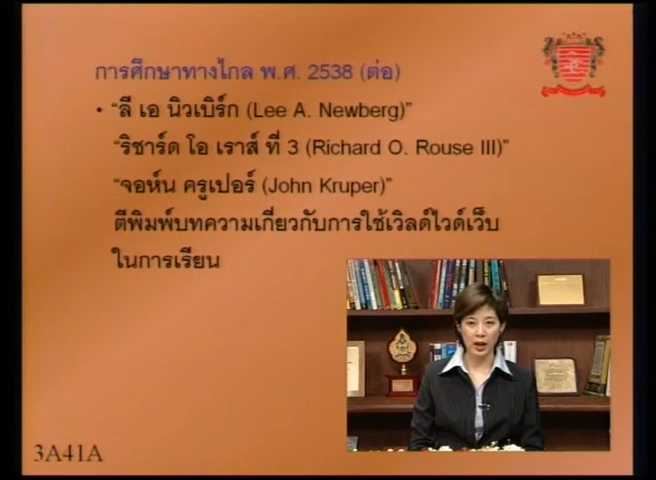 การศึกษาทางไกล พ.ศ. 2538 (ต่อ)
• "ลี เอ นิวเบิร์ก (Lee A. Newberg)"
"ริชาร์ด โอ เราส์ ที่ 3 (Richard O. Rouse III)"
"จอห์น ครูเปอร์ (John Kruper)"
ตีพิมพ์บทความเกี่ยวกับการใช้เวิลด์ไวด์เว็บ
ในการเรียน
3A41A